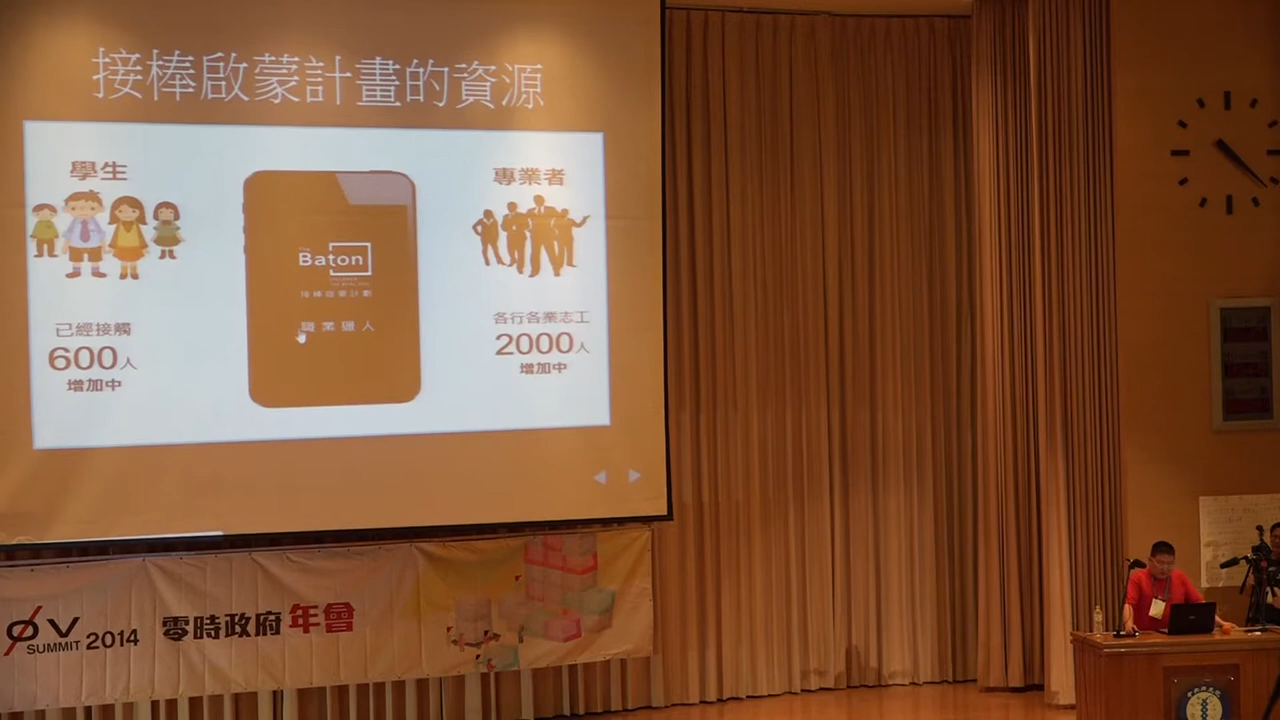 接棒啟蒙計畫的資源
學生
已經接觸
600人
增加中
The
Baton
接棒啟蒙計劃
職業獵人
專業者
各行各業志工
2000人
增加中
g0v
SUMMIT 2014
零時政府年會